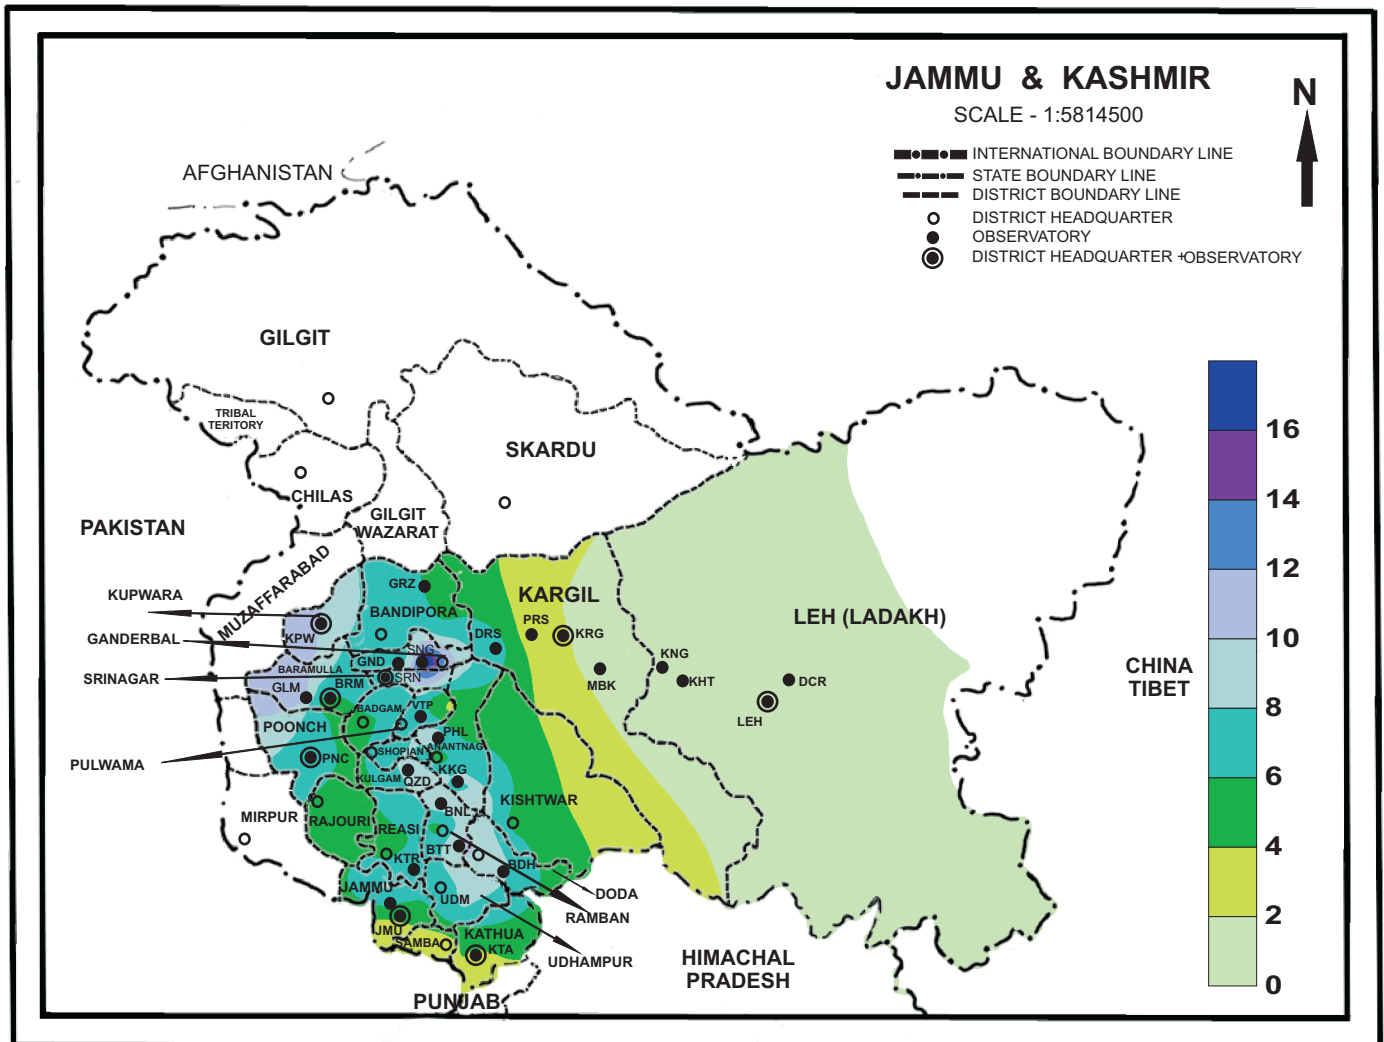 JAMMU & KASHMIR
SCALE - 1:5814500
N
INTERNATIONAL BOUNDARY LINE
STATE BOUNDARY LINE
DISTRICT BOUNDARY LINE
DISTRICT HEADQUARTER
OBSERVATORY
DISTRICT HEADQUARTER +OBSERVATORY
AFGHANISTAN
GILGIT
TRIBAL
TERITORY
SKARDU
CHILAS
GILGIT
WAZARAT
PAKISTAN
MUZAFFARABAD
KUPWARA
GANDERBAL
SRINAGAR
PULWAMA
GRZ
BANDIPORA
KPW
KARGIL
PRS
KRG
DRS
SNG
GND
SRN
BARAMULLA
BRM
GLM
MBK
KNG
KHT
LEH (LADAKH)
DCR
LEH
CHINA
TIBET
BADGAM
VTP
POONCH
PHL
PNC
SHOPIAN
ANANTNAG
KULGAM
QZD
KKG
KISHTWAR
MIRPUR
RAJOURI
REASI
BNL
BTT
KTR
BDH
JAMMU
UDM
DODA
RAMBAN
JMU
SAMBA
KATHUA
KTA
UDHAMPUR
HIMACHAL
PRADESH
PUNJAB
16
14
12
10
8
6
4
2
0